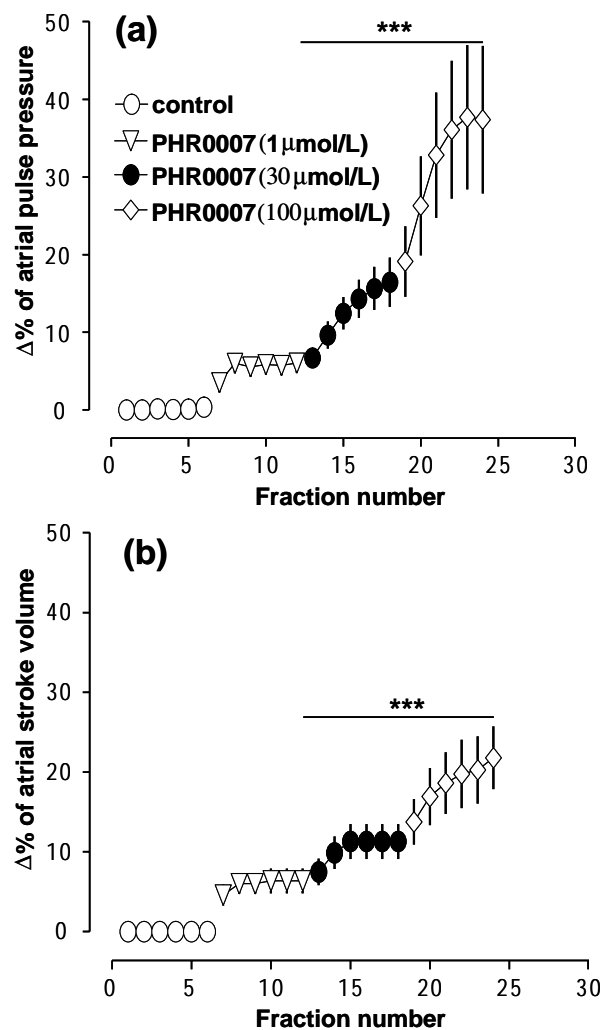 (a)
***
50
40
30
20
10
0
Δ% of atrial pulse pressure
control
PHR0007(1μmol/L)
PHR0007(30μmol/L)
PHR0007(100μmol/L)
0 5 10 15 20 25 30
Fraction number
(b)
***
50
40
30
20
10
0
Δ% of atrial stroke volume
0 5 10 15 20 25 30
Fraction number